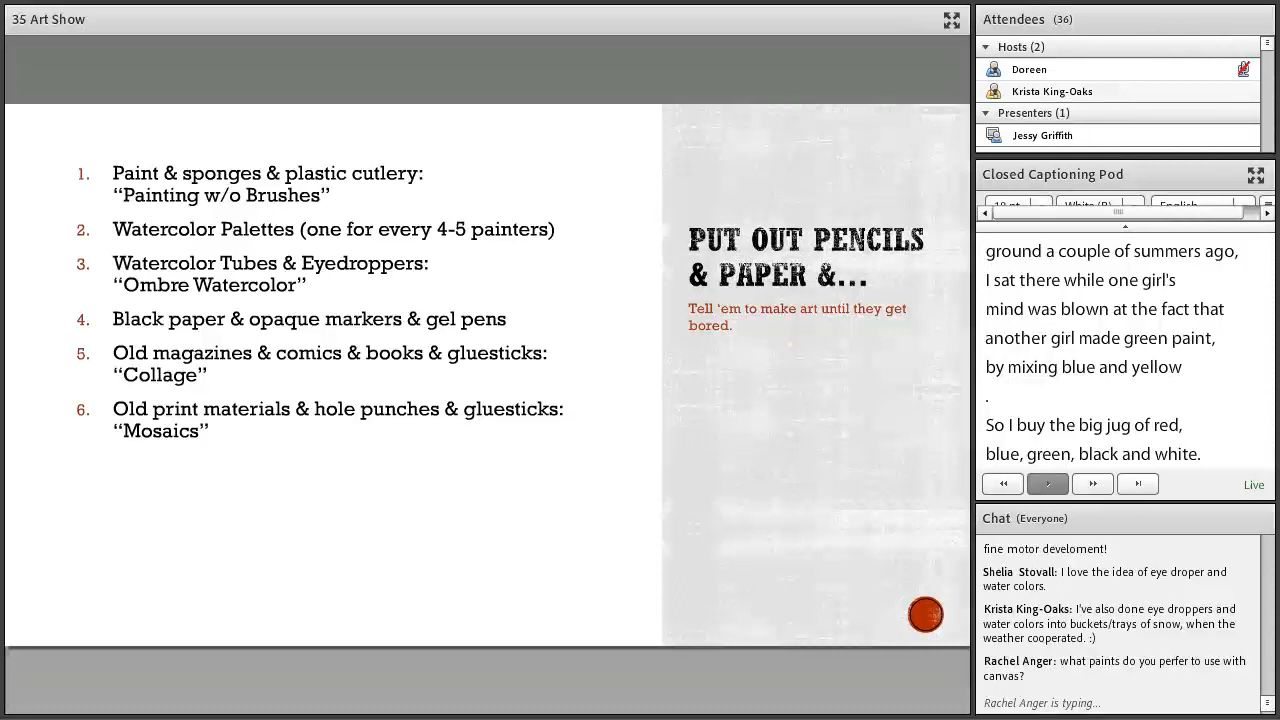 35 Art Show
1. Paint & sponges & plastic cutlery:
“Painting w/o Brushes”
2. Watercolor Palettes (one for every 4-5 painters)
3. Watercolor Tubes & Eyedroppers:
“Ombre Watercolor”
4. Black paper & opaque markers & gel pens
5. Old magazines & comics & books & gluesticks:
“Collage”
6. Old print materials & hole punches & gluesticks:
“Mosaics”
PUT OUT PENCILS
& PAPER &...
Tell ‘em to make art until they get
bored.
Attendees (36)
Hosts (2)
Doreen
Krista King-Oaks
Presenters (1)
Jessy Griffith
Closed Captioning Pod
English
ground a couple of summers ago,
I sat there while one girl's
mind was blown at the fact that
another girl made green paint,
by mixing blue and yellow
.
So I buy the big jug of red,
blue, green, black and white.
Live
Chat (Everyone)
fine motor develoment!
Shelia Stovall: I love the idea of eye droper and
water colors.
Krista King-Oaks: I've also done eye droppers and
water colors into buckets/trays of snow, when the
weather cooperated. :)
Rachel Anger: what paints do you perfer to use with
canvas?
Rachel Anger is typing...